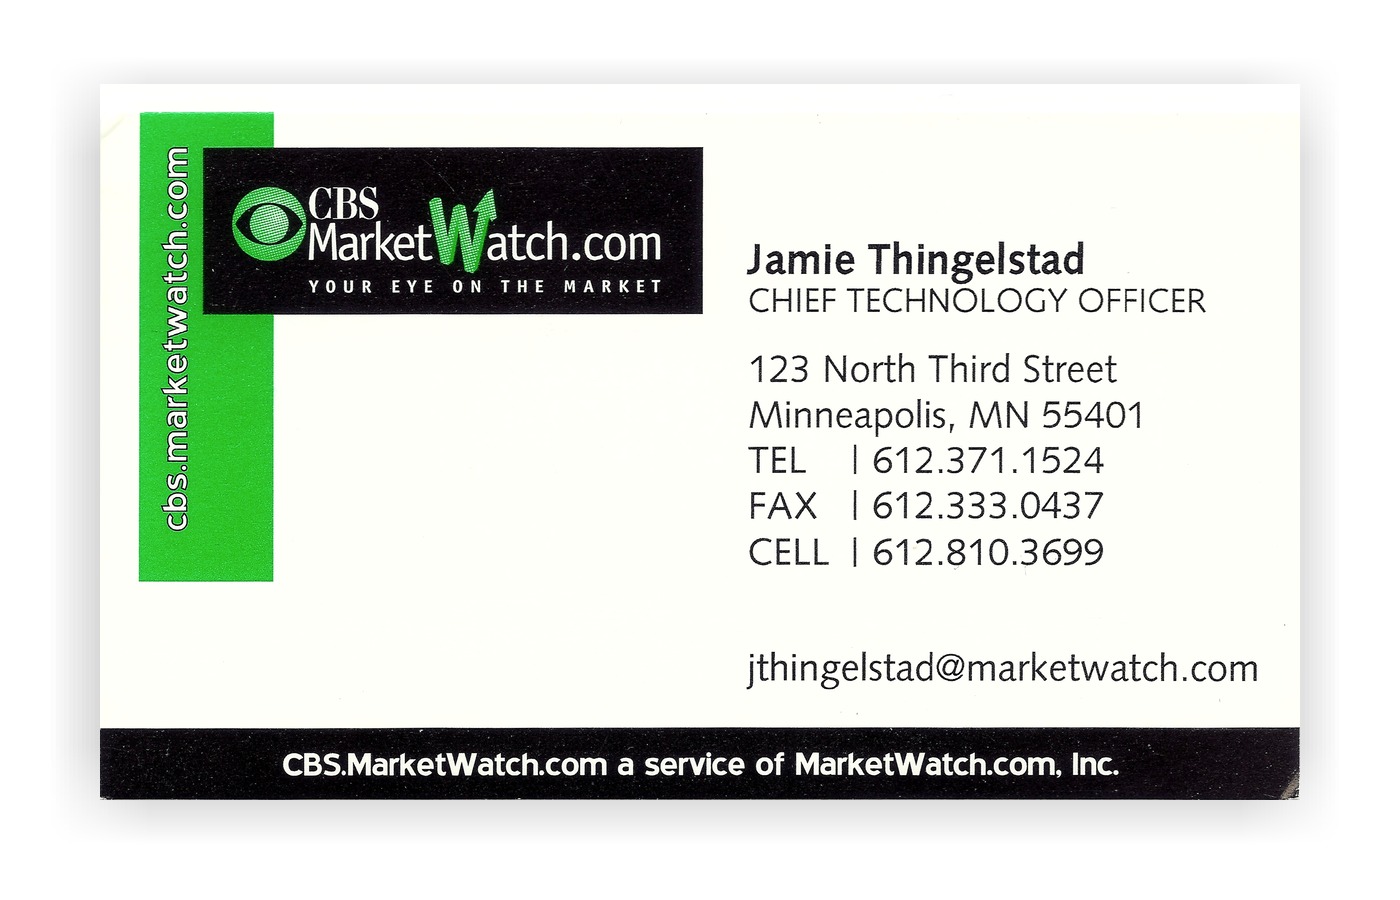 cbs.marketwatch.com
CBS
MarketWatch.com
YOUR EYE ON THE MARKET
Jamie Thingelstad
CHIEF TECHNOLOGY OFFICER
123 North Third Street
Minneapolis, MN 55401
TEL | 612.371.1524
FAX | 612.333.0437
CELL | 612.810.3699
jthingelstad@marketwatch.com
CBS.MarketWatch.com a service of MarketWatch.com, Inc.